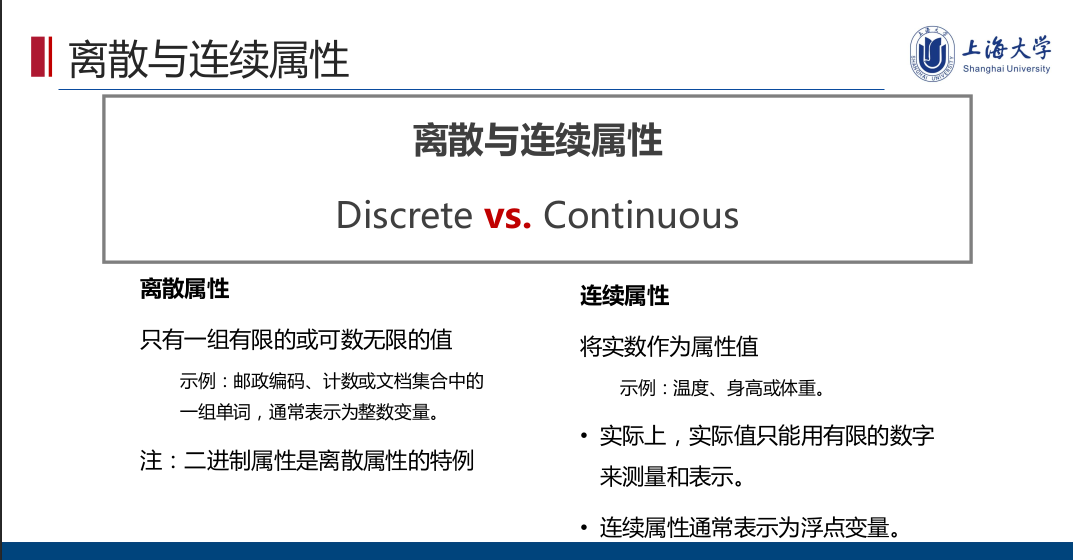 离散与连续属性
上海大学
Shanghai University
离散与连续属性
Discrete vs. Continuous
离散属性
只有一组有限的或可数无限的值
示例：邮政编码、计数或文档集合中的
一组单词，通常表示为整数变量。
注：二进制属性是离散属性的特例
连续属性
将实数作为属性值
示例：温度、身高或体重。
• 实际上，实际值只能用有限的数字
来测量和表示。
• 连续属性通常表示为浮点变量。